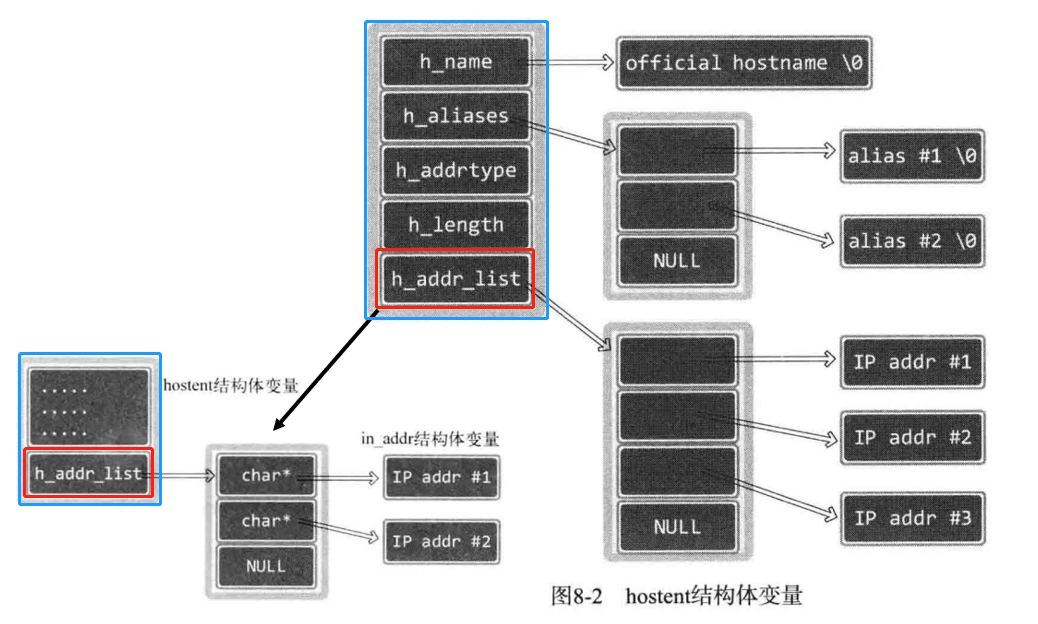 h_name
official hostname \0
h_aliases
alias #1 \0
h_addrtype
alias #2 \0
h_length
NULL
h_addr_list
IP addr #1
IP addr #2
IP addr #3
NULL
hostent结构体变量
.....
.....
.....
h_addr_list
in_addr结构体变量
char*
IP addr #1
char*
IP addr #2
NULL
图8-2 hostent结构体变量